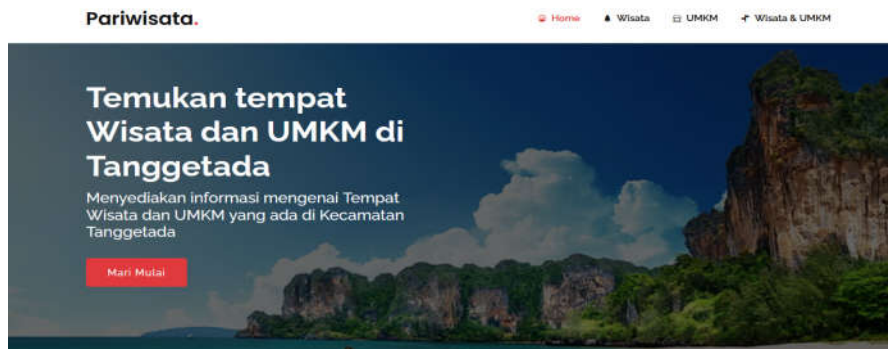 Pariwisata.
Home Wisata UMKM Wisata & UMKM
Temukan tempat
Wisata dan UMKM di
Tanggetada
Menyediakan informasi mengenai Tempat
Wisata dan UMKM yang ada di Kecamatan
Tanggetada
Mari Mulai